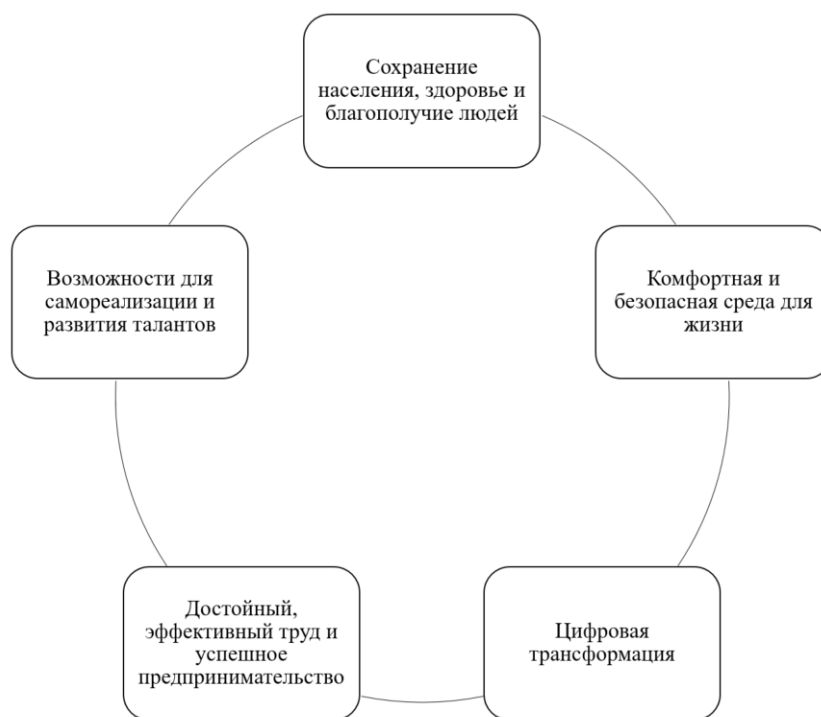 Сохранение
населения, здоровье и
благополучие людей
Возможности для
самореализации и
развития талантов
Комфортная и
безопасная среда для
жизни
Достойный,
эффективный труд и
успешное
предпринимательство
Цифровая
трансформация